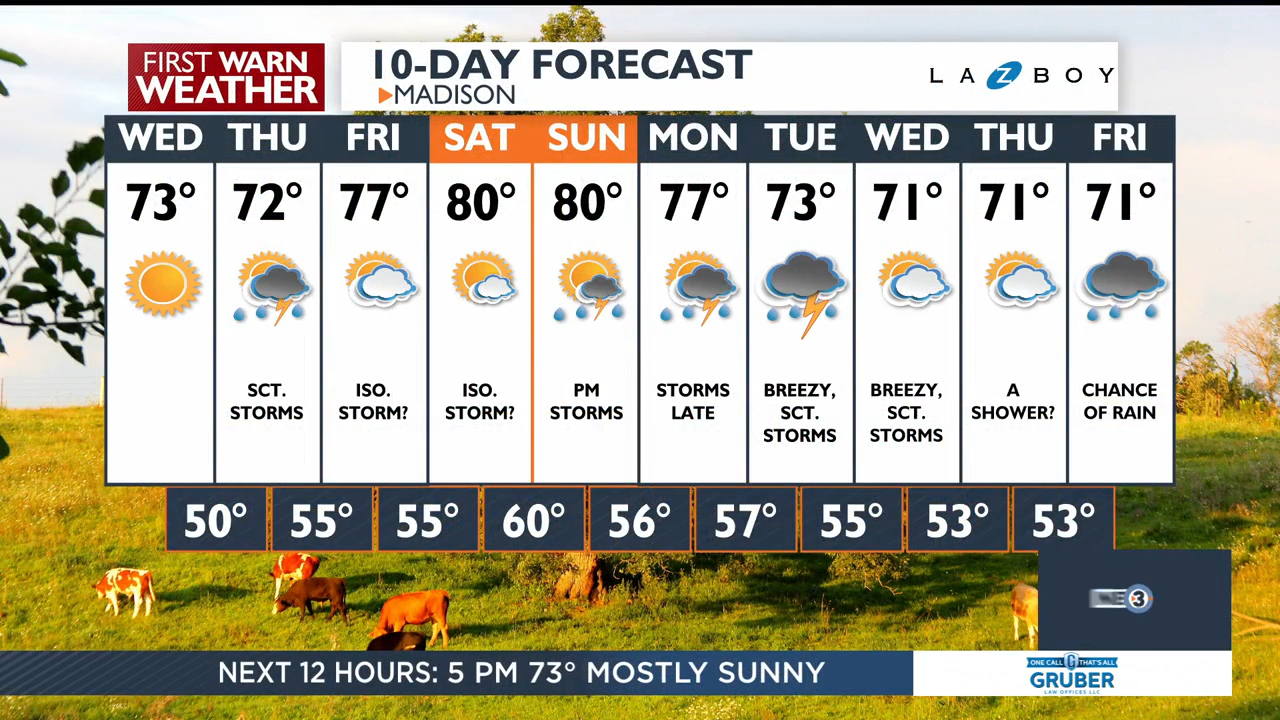 FIRST WARN
WEATHER
10-DAY FORECAST
MADISON
LA Z BOY
WED THU FRI SAT SUN MON TUE WED THU FRI
73° 72° 77° 80° 80° 77° 73° 71° 71° 71°
SCT. ISO. ISO. PM STORMS BREEZY, BREEZY, A CHANCE
STORMS STORM? STORM? STORMS LATE SCT. SCT. SHOWER? OF RAIN
STORMS STORMS
50° 55° 55° 60° 56° 57° 55° 53° 53°
3
NEXT 12 HOURS: 5 PM 73° MOSTLY SUNNY
ONE CALL G THAT'S ALL
GRUBER
LAW OFFICES LLC